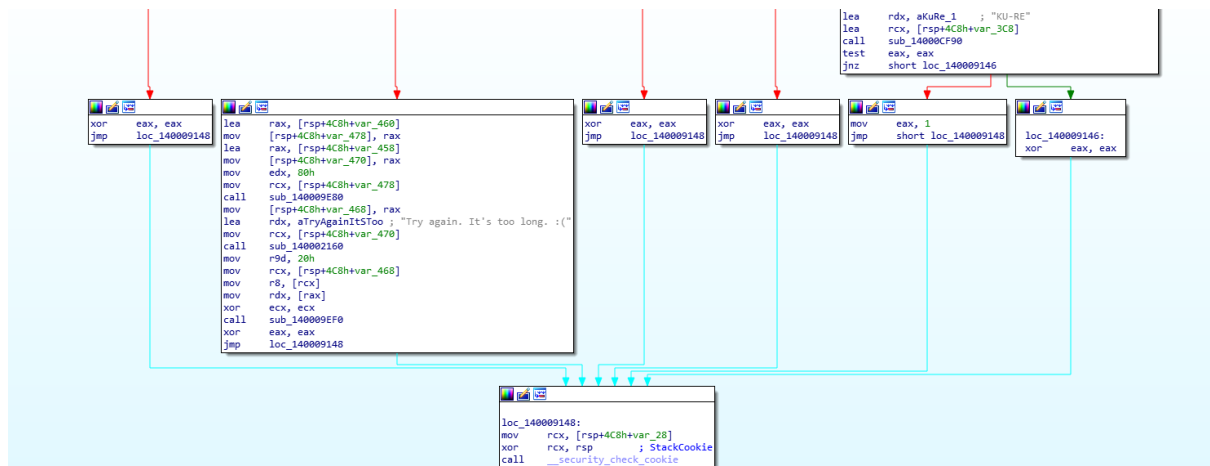 lea rdx, aKuRe_1 ; "KU-RE"
lea rcx, [rsp+4C8h+var_3C8]
call sub_14000CF90
test eax, eax
jnz short loc_140009146
xor eax, eax
jmp loc_140009148
lea rax, [rsp+4C8h+var_460]
mov [rsp+4C8h+var_478], rax
lea rax, [rsp+4C8h+var_458]
mov [rsp+4C8h+var_470], rax
mov edx, 80h
mov rcx, [rsp+4C8h+var_478]
call sub_140009E80
mov [rsp+4C8h+var_468], rax
lea rdx, aTryAgainItSToo ; "Try again. It's too long. :("
mov rcx, [rsp+4C8h+var_470]
call sub_140002160
mov r9d, 20h
mov rcx, [rsp+4C8h+var_468]
mov r8, [rcx]
mov rdx, [rax]
xor ecx, ecx
call sub_140009EF0
xor eax, eax
jmp loc_140009148
xor eax, eax
jmp loc_140009148
xor eax, eax
jmp loc_140009148
mov eax, 1
jmp short loc_140009148
loc_140009146:
xor eax, eax
loc_140009148:
mov rcx, [rsp+4C8h+var_28]
xor rcx, rsp ; StackCookie
call __security_check_cookie